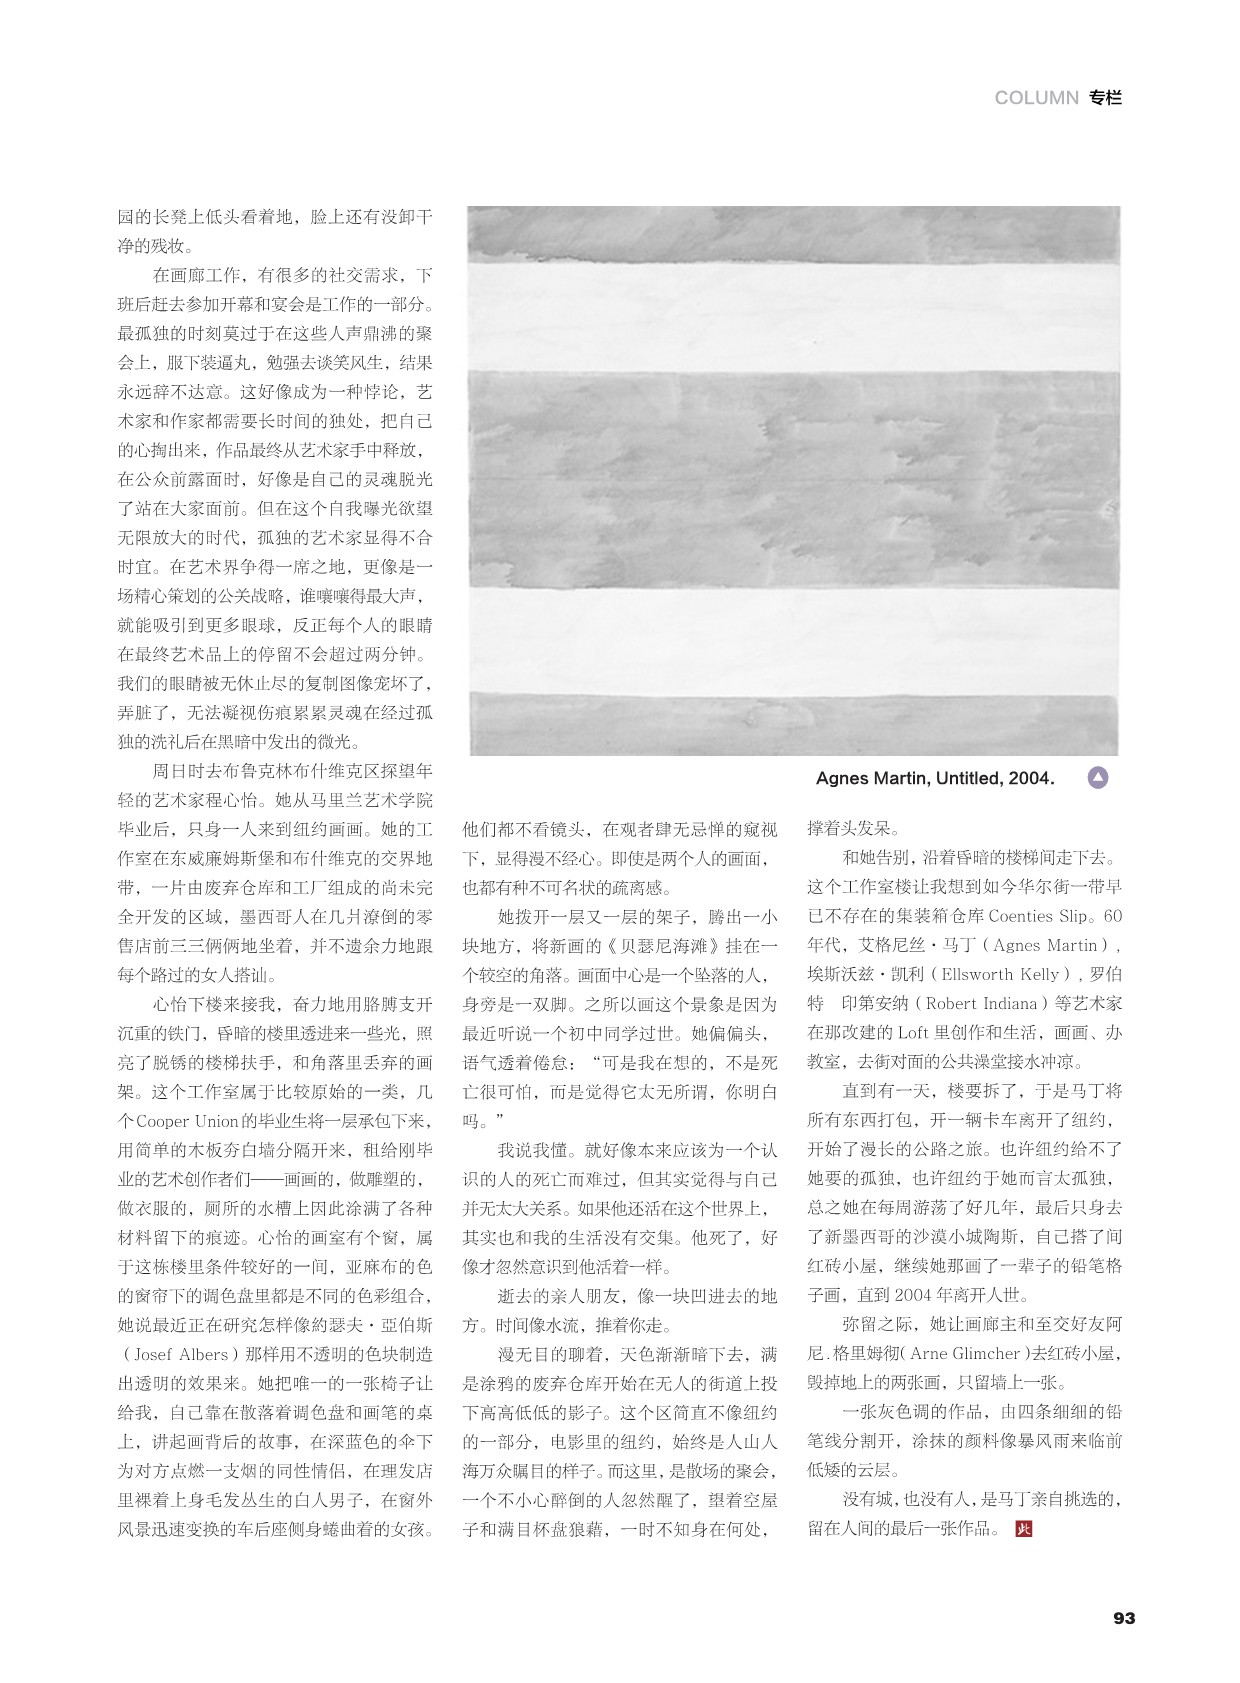 COLUMN 专栏
园的长凳上低头看着地，脸上还有没卸干
净的残妆。
在画廊工作，有很多的社交需求，下
班后赶去参加开幕和宴会是工作的一部分。
最孤独的时刻莫过于在这些人声鼎沸的聚
会上，服下装逼丸，勉强去谈笑风生，结果
永远辞不达意。这好像成为一种悖论，艺
术家和作家都需要长时间的独处，把自己
的心掏出来，作品最终从艺术家手中释放，
在公众前露面时，好像是自己的灵魂脱光
了站在大家面前。但在这个自我曝光欲望
无限放大的时代，孤独的艺术家显得不合
时宜。在艺术界争得一席之地，更像是一
场精心策划的公关战略，谁嚷嚷得最大声，
就能吸引到更多眼球，反正每个人的眼睛
在最终艺术品上的停留不会超过两分钟。
我们的眼睛被无休止尽的复制图像宠坏了，
弄脏了，无法凝视伤痕累累灵魂在经过孤
独的洗礼后在黑暗中发出的微光。
周日时去布鲁克林布什维克区探望年
轻的艺术家程心怡。她从马里兰艺术学院
毕业后，只身一人来到纽约画画。她的工
作室在东威廉姆斯堡和布什维克的交界地
带，一片由废弃仓库和工厂组成的尚未完
全开发的区域，墨西哥人在几爿潦倒的零
售店前三三俩俩地坐着，并不遗余力地跟
每个路过的女人搭讪。
心怡下楼来接我，奋力地用胳膊支开
沉重的铁门，昏暗的楼里透进来一些光，照
亮了脱锈的楼梯扶手，和角落里丢弃的画
架。这个工作室属于比较原始的一类，几
个Cooper Union的毕业生将一层承包下来，
用简单的木板夯白墙分隔开来，租给刚毕
业的艺术创作者们——画画的，做雕塑的，
做衣服的，厕所的水槽上因此涂满了各种
材料留下的痕迹。心怡的画室有个窗，属
于这栋楼里条件较好的一间，亚麻布的色
的窗帘下的调色盘里都是不同的色彩组合，
她说最近正在研究怎样像約瑟夫·亞伯斯
（Josef Albers）那样用不透明的色块制造
出透明的效果来。她把唯一的一张椅子让
给我，自己靠在散落着调色盘和画笔的桌
上，讲起画背后的故事，在深蓝色的伞下
为对方点燃一支烟的同性情侣，在理发店
里裸着上身毛发丛生的白人男子，在窗外
风景迅速变换的车后座侧身蜷曲着的女孩。
Agnes Martin, Untitled, 2004.
他们都不看镜头，在观者肆无忌惮的窥视
下，显得漫不经心。即使是两个人的画面，
也都有种不可名状的疏离感。
她拨开一层又一层的架子，腾出一小
块地方，将新画的《贝瑟尼海滩》挂在一
个较空的角落。画面中心是一个坠落的人，
身旁是一双脚。之所以画这个景象是因为
最近听说一个初中同学过世。她偏偏头，
语气透着倦怠：“可是我在想的，不是死
亡很可怕，而是觉得它太无所谓，你明白
吗。”
我说我懂。就好像本来应该为一个认
识的人的死亡而难过，但其实觉得与自己
并无太大关系。如果他还活在这个世界上，
其实也和我的生活没有交集。他死了，好
像才忽然意识到他活着一样。
逝去的亲人朋友，像一块凹进去的地
方。时间像水流，推着你走。
漫无目的聊着，天色渐渐暗下去，满
是涂鸦的废弃仓库开始在无人的街道上投
下高高低低的影子。这个区简直不像纽约
的一部分，电影里的纽约，始终是人山人
海万众瞩目的样子。而这里，是散场的聚会，
一个不小心醉倒的人忽然醒了，望着空屋
子和满目杯盘狼藉，一时不知身在何处，
撑着头发呆。
和她告别，沿着昏暗的楼梯间走下去。
这个工作室楼让我想到如今华尔街一带早
已不存在的集装箱仓库 Coenties Slip。60
年代，艾格尼丝·马丁（Agnes Martin）,
埃斯沃兹·凯利（Ellsworth Kelly）, 罗伯
特 印第安纳（Robert Indiana）等艺术家
在那改建的 Loft 里创作和生活，画画、办
教室，去街对面的公共澡堂接水冲凉。
直到有一天，楼要拆了，于是马丁将
所有东西打包，开一辆卡车离开了纽约，
开始了漫长的公路之旅。也许纽约给不了
她要的孤独，也许纽约于她而言太孤独，
总之她在每周游荡了好几年，最后只身去
了新墨西哥的沙漠小城陶斯，自己搭了间
红砖小屋，继续她那画了一辈子的铅笔格
子画，直到 2004 年离开人世。
弥留之际，她让画廊主和至交好友阿
尼.格里姆彻( Arne Glimcher )去红砖小屋，
毁掉地上的两张画，只留墙上一张。
一张灰色调的作品，由四条细细的铅
笔线分割开，涂抹的颜料像暴风雨来临前
低矮的云层。
没有城，也没有人，是马丁亲自挑选的，
留在人间的最后一张作品。 此
93